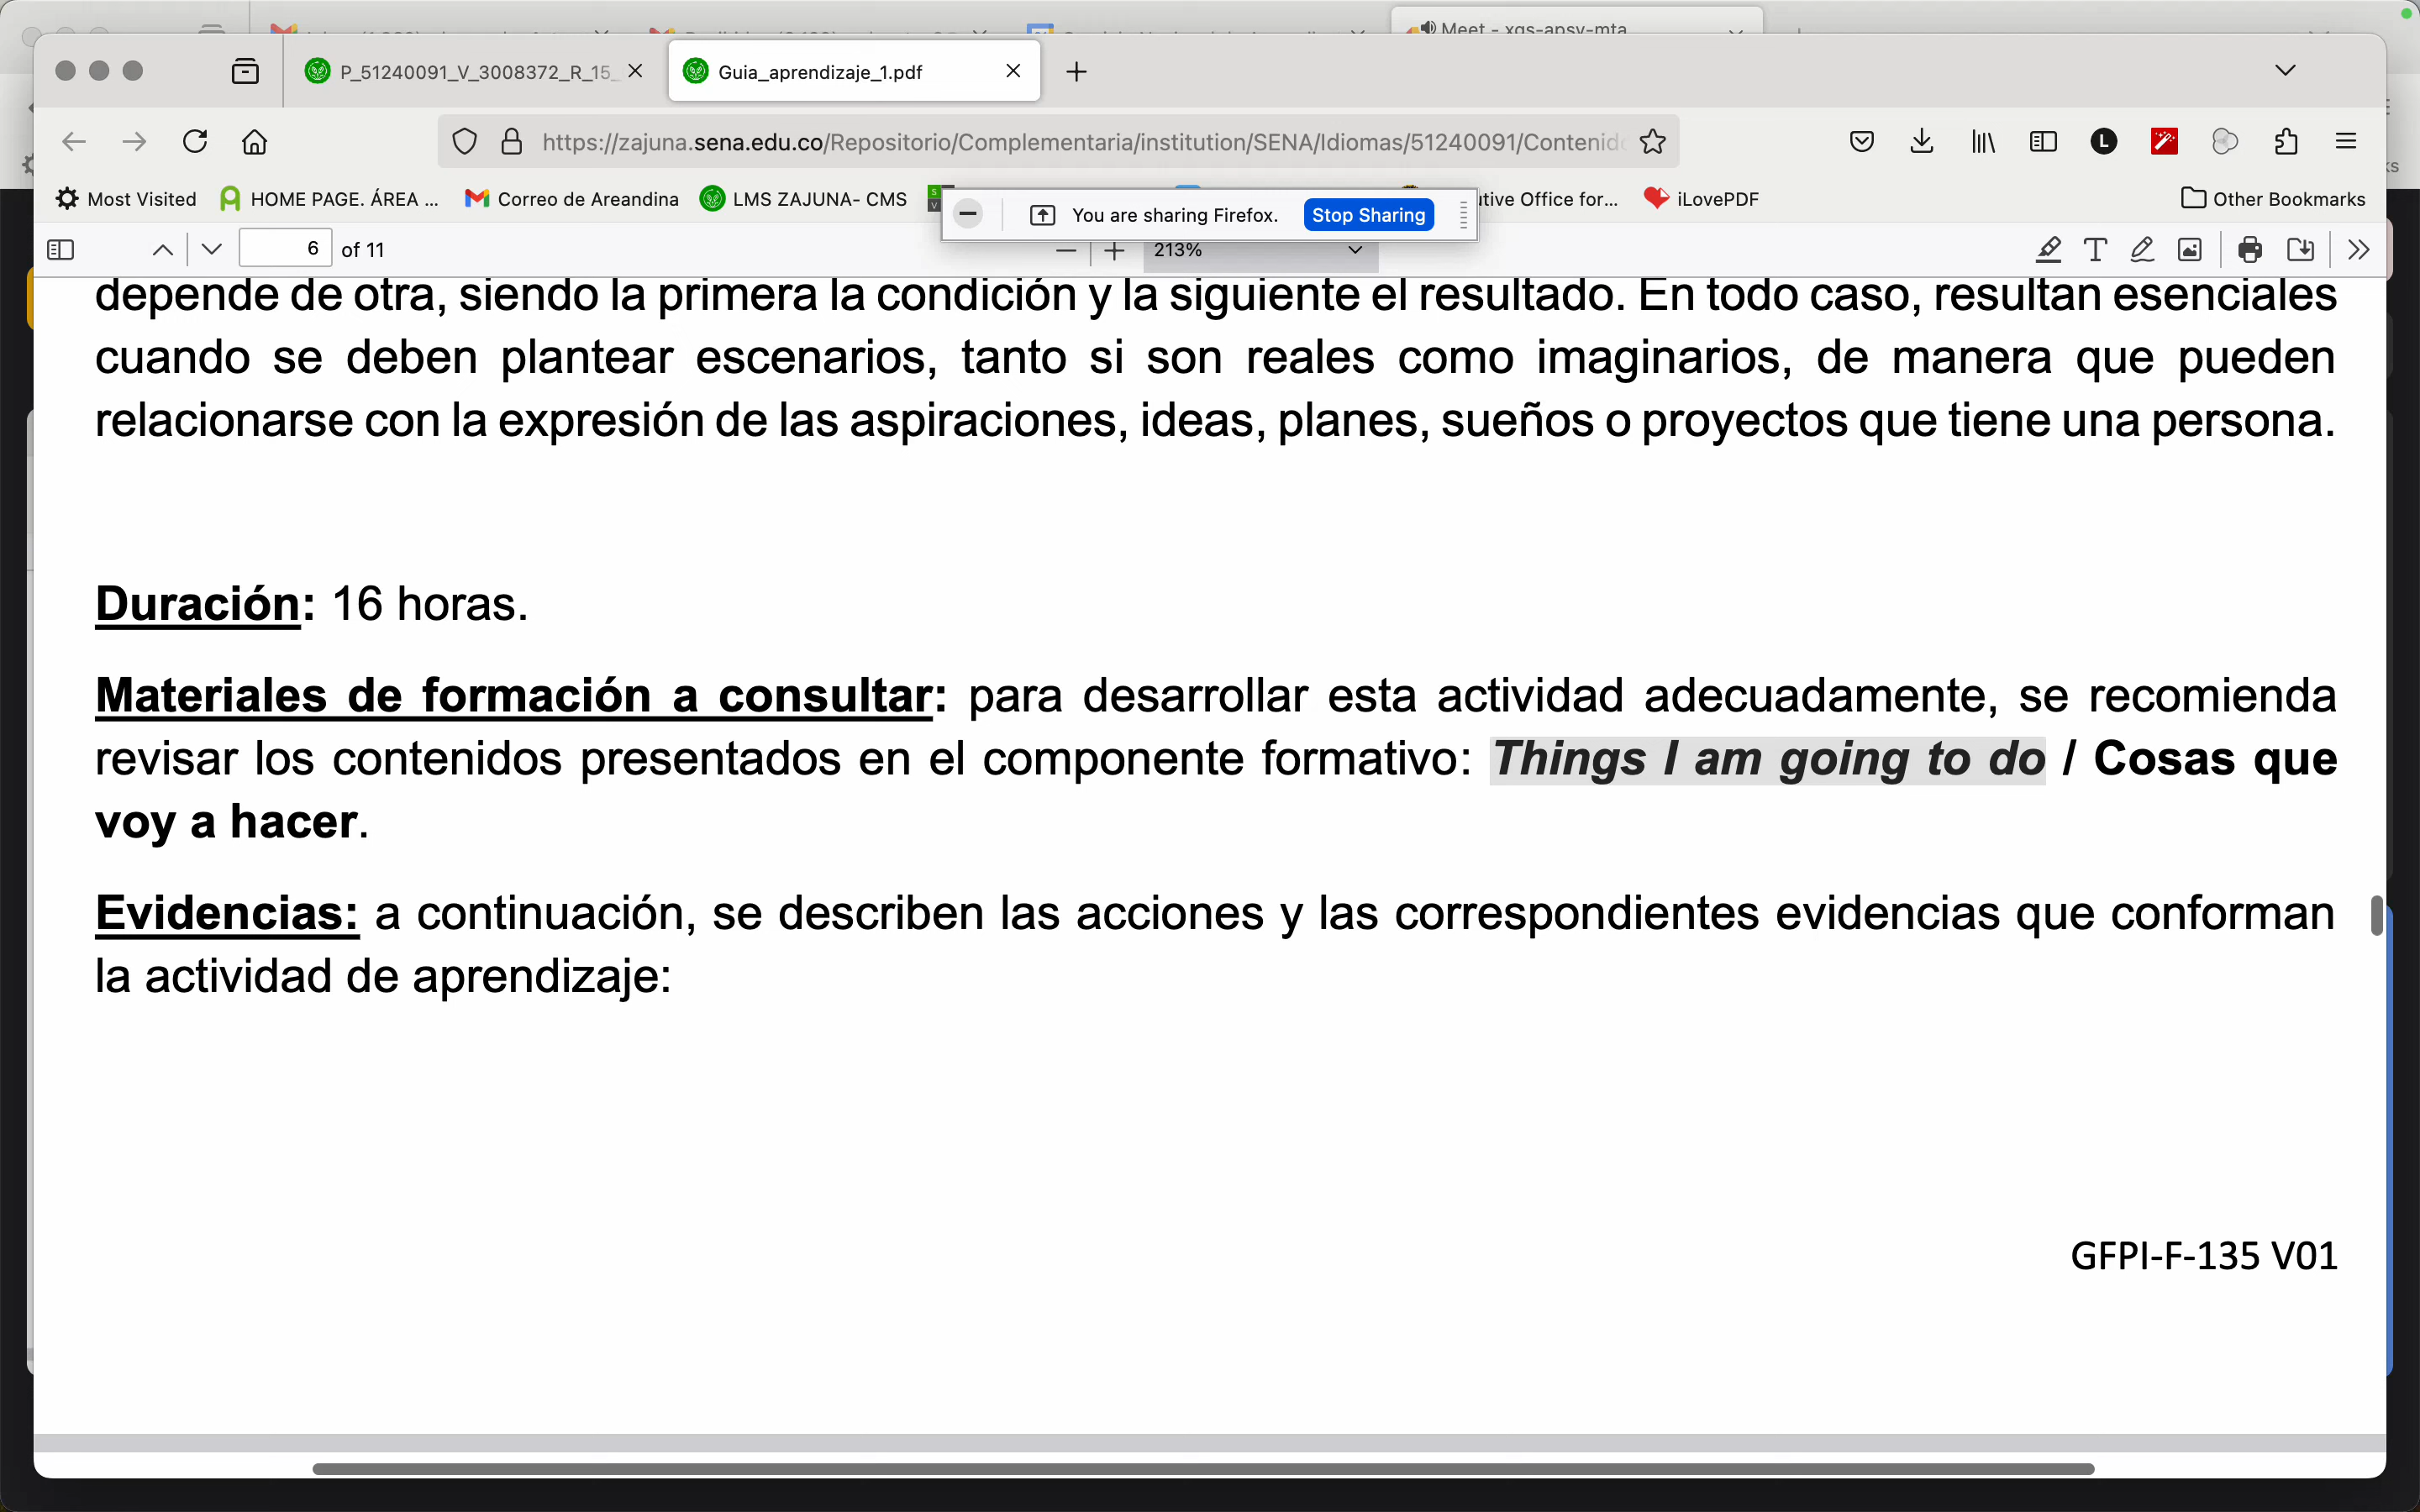 Meet - xgs-apsv-mta
P_51240091_V_3008372_R_15_
Guia_aprendizaje_1.pdf
https://zajuna.sena.edu.co/Repositorio/Complementaria/institution/SENA/Idiomas/51240091/Contenid
Most Visited
HOME PAGE. ÁREA ...
Correo de Areandina
LMS ZAJUNA- CMS
utive Office for...
iLovePDF
Other Bookmarks
You are sharing Firefox.
Stop Sharing
6 of 11
213%
depende de otra, siendo la primera la condición y la siguiente el resultado. En todo caso, resultan esenciales
cuando se deben plantear escenarios, tanto si son reales como imaginarios, de manera que pueden
relacionarse con la expresión de las aspiraciones, ideas, planes, sueños o proyectos que tiene una persona.
Duración: 16 horas.
Materiales de formación a consultar: para desarrollar esta actividad adecuadamente, se recomienda
revisar los contenidos presentados en el componente formativo: Things I am going to do / Cosas que
voy a hacer.
Evidencias: a continuación, se describen las acciones y las correspondientes evidencias que conforman
la actividad de aprendizaje:
GFPI-F-135 V01